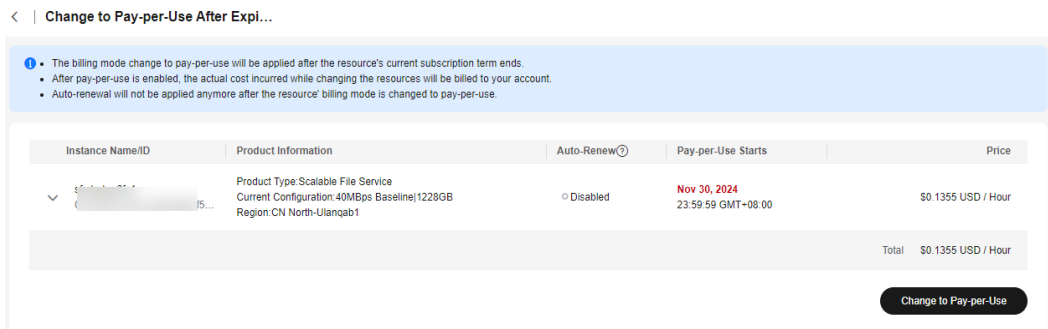 Change to Pay-per-Use After Expi...
The billing mode change to pay-per-use will be applied after the resource's current subscription term ends.
After pay-per-use is enabled, the actual cost incurred while changing the resources will be billed to your account.
Auto-renewal will not be applied anymore after the resource' billing mode is changed to pay-per-use.
Instance Name/ID Product Information Auto-Renew? Pay-per-Use Starts Price
Product Type:Scalable File Service
Current Configuration:40MBps Baseline|1228GB
Region:CN North-Ulanqab1
Disabled
Nov 30, 2024
23:59:59 GMT+08:00
$0.1355 USD / Hour
Total $0.1355 USD / Hour
Change to Pay-per-Use